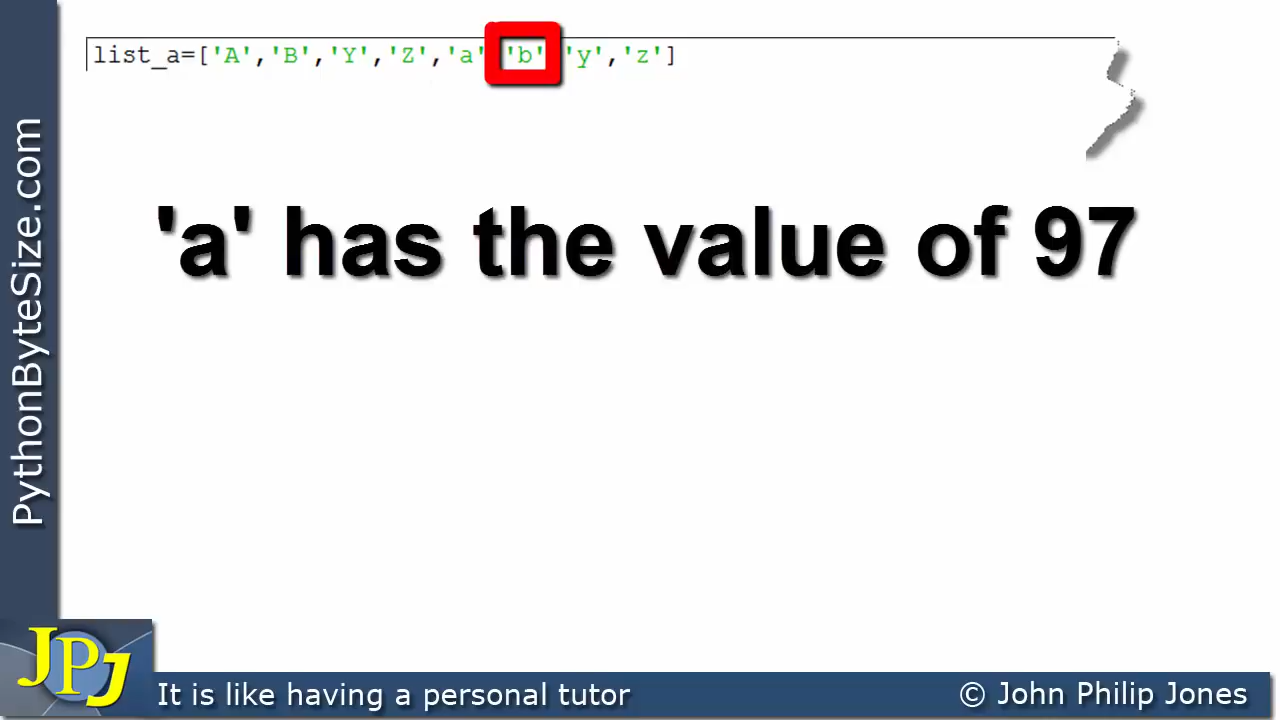 list_a=['A','B','Y','Z','a' 'b' 'y','z']
'a' has the value of 97
PythonByteSize.com
JPJ
It is like having a personal tutor
© John Philip Jones